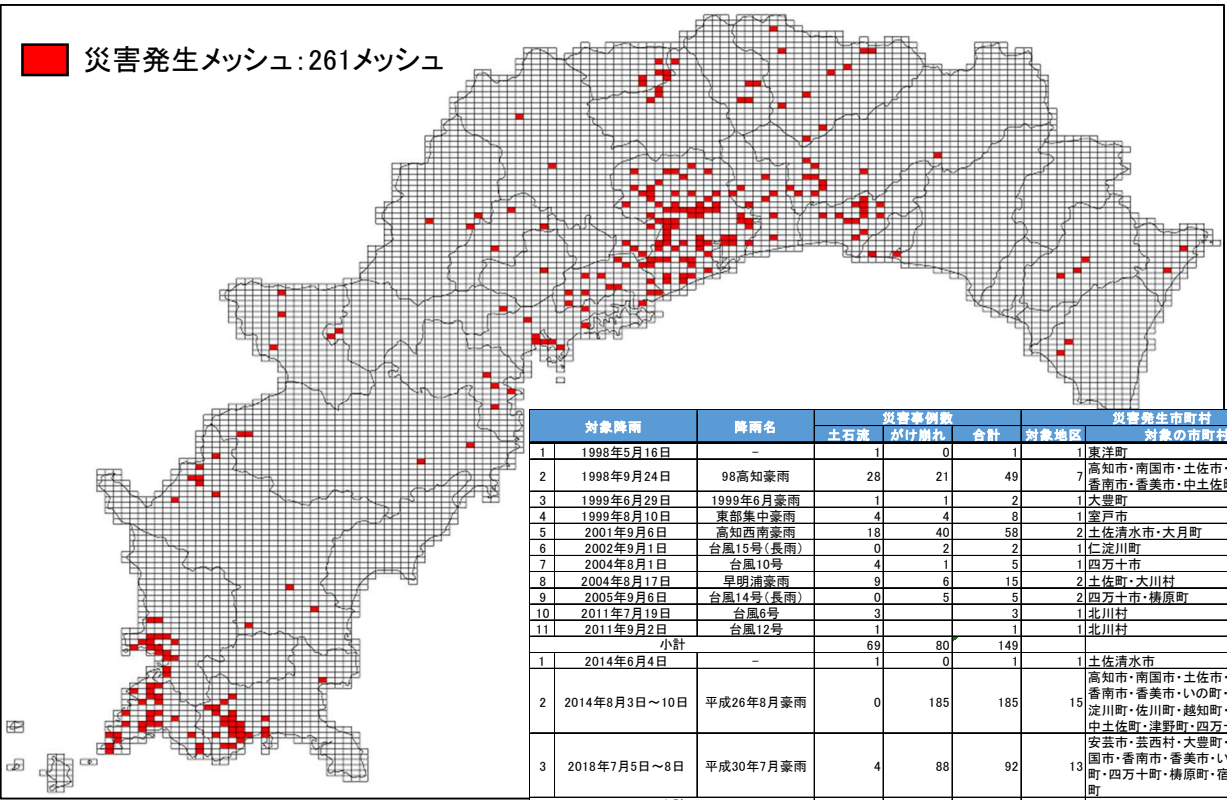 災害発生メッシュ：261メッシュ
対象降雨 降雨名 災害事例数 災害発生市町村
土石流 がけ崩れ 合計 対象地区 対象の市町村
1 1998年5月16日 － 1 0 1 1 東洋町
2 1998年9月24日 98高知豪雨 28 21 49 7 高知市・南国市・土佐市・
香南市・香美市・中土佐町
3 1999年6月29日 1999年6月豪雨 1 1 2 1 大豊町
4 1999年8月10日 東部集中豪雨 4 4 8 1 室戸市
5 2001年9月6日 高知西南豪雨 18 40 58 2 土佐清水市・大月町
6 2002年9月1日 台風15号（長雨） 0 2 2 1 仁淀川町
7 2004年8月1日 台風10号 4 1 5 1 四万十市
8 2004年8月17日 早明浦豪雨 9 6 15 2 土佐町・大川村
9 2005年9月6日 台風14号（長雨） 0 5 5 2 四万十市・梼原町
10 2011年7月19日 台風6号 3 3 1 北川村
11 2011年9月2日 台風12号 1 1 1 北川村
小計 69 80 149
1 2014年6月4日 － 1 0 1 1 土佐清水市
2 2014年8月3日～10日 平成26年8月豪雨 0 185 185 15 高知市・南国市・土佐市・
香南市・香美市・いの町・
淀川町・佐川町・越知町・
中土佐町・津野町・四万
3 2018年7月5日～8日 平成30年7月豪雨 4 88 92 13 安芸市・芸西村・大豊町・
国市・香南市・香美市・い
町・四万十町・梼原町・宿
町